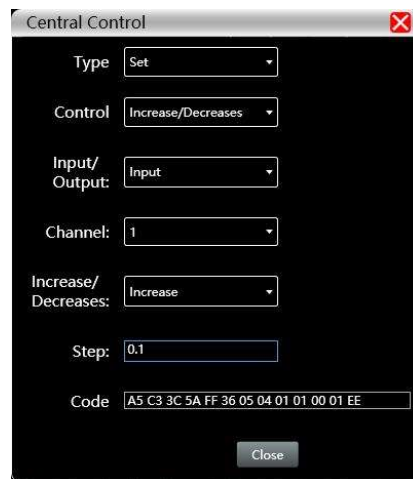 Central Control
Type Set
Control Increase/Decreases
Input/
Output: Input
Channel: 1
Increase/
Decreases: Increase
Step: 0.1
Code A5 C3 3C 5A FF 36 05 04 01 01 00 01 EE
Close